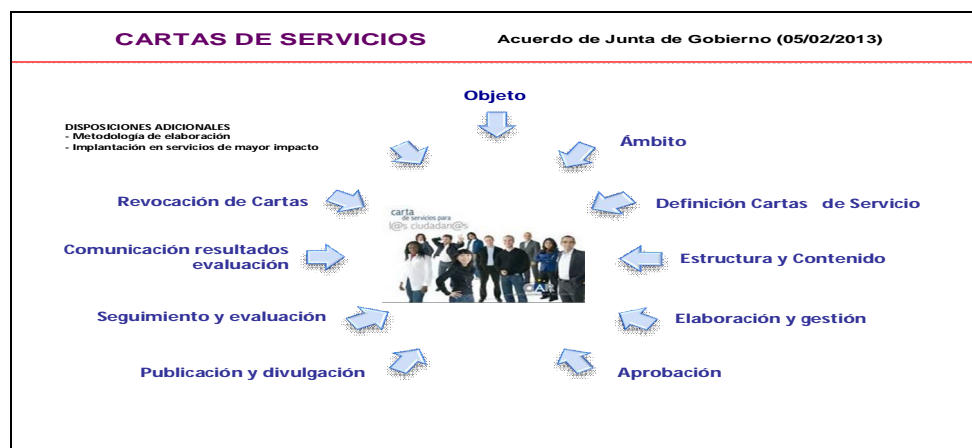 CARTAS DE SERVICIOS
Acuerdo de Junta de Gobierno (05/02/2013)
Objeto
DISPOSICIONES ADICIONALES
- Metodología de elaboración
- Implantación en servicios de mayor impacto
Ámbito
Revocación de Cartas
Definición Cartas de Servicio
carta
de servicios para
l@s ciudadan@s
Comunicación resultados
evaluación
Estructura y Contenido
Seguimiento y evaluación
Elaboración y gestión
Publicación y divulgación
Aprobación